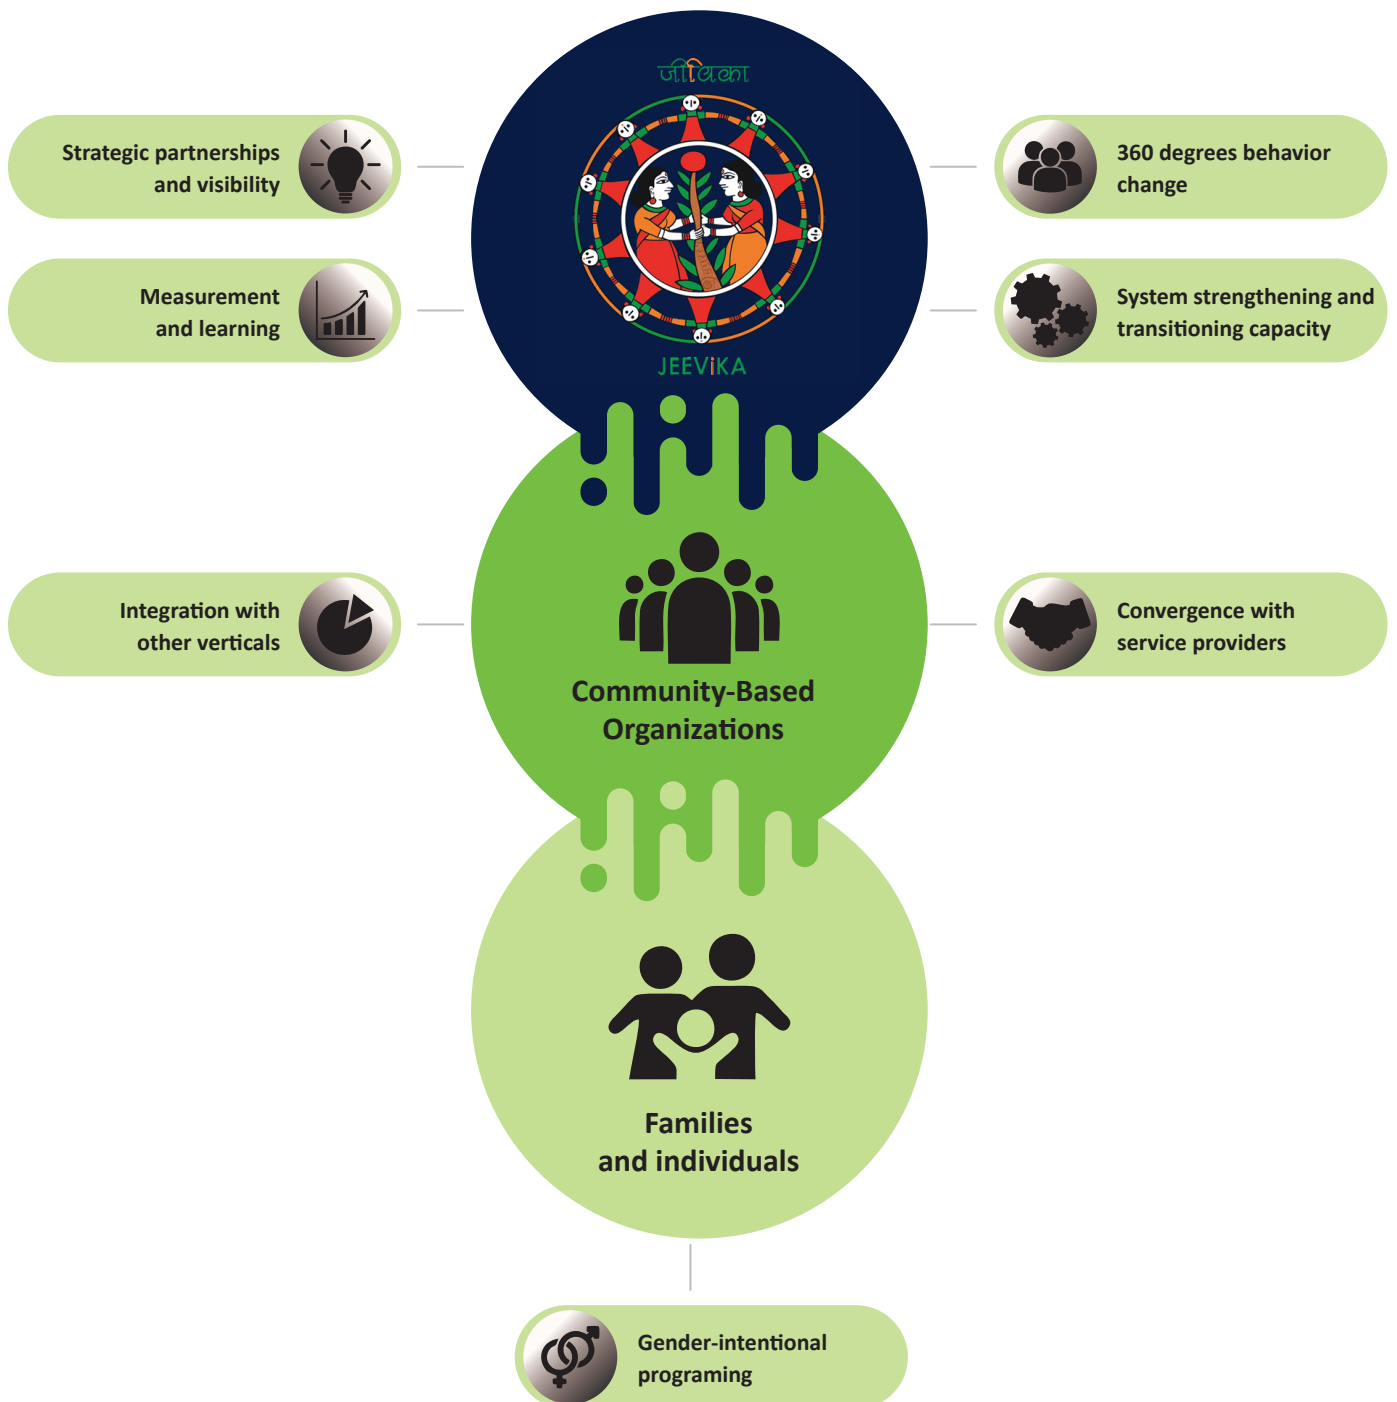 जीविका
JEEViKA
Strategic partnerships
and visibility
Measurement
and learning
360 degrees behavior
change
System strengthening and
transitioning capacity
Integration with
other verticals
Community-Based
Organizations
Convergence with
service providers
Families
and individuals
Gender-intentional
programing